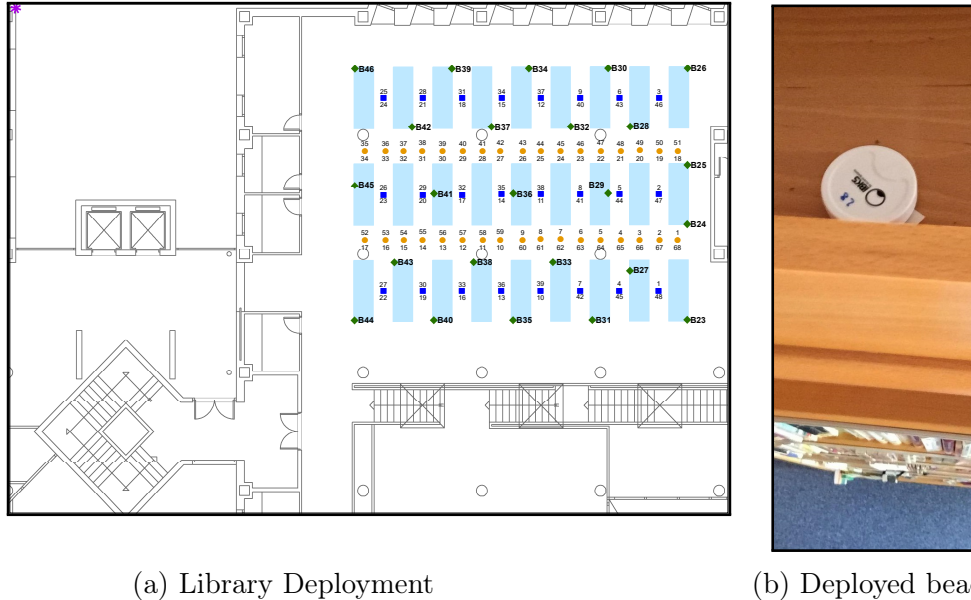 B46 B39 B34 B30 B26
25 28 31 34 37 9 6 3
24 21 18 15 12 40 43 46
B42 B37 B32 B28
35 36 37 38 39 40 41 42 43 44 45 46 47 48 49 50 51
34 33 32 31 30 29 28 27 26 25 24 23 22 21 20 19 18
B25
B45 B41 B36 B29
26 29 32 35 38 8 5 2
23 20 17 14 11 41 44 47
B24
52 53 54 55 56 57 58 59 9 8 7 6 5 4 3 2 1
17 16 15 14 13 12 11 10 60 61 62 63 64 65 66 67 68
B43 B38 B33 B27
27 30 33 36 39 7 4 1
22 19 16 13 10 42 45 48
B44 B40 B35 B31 B23
(a) Library Deployment
(b) Deployed bea